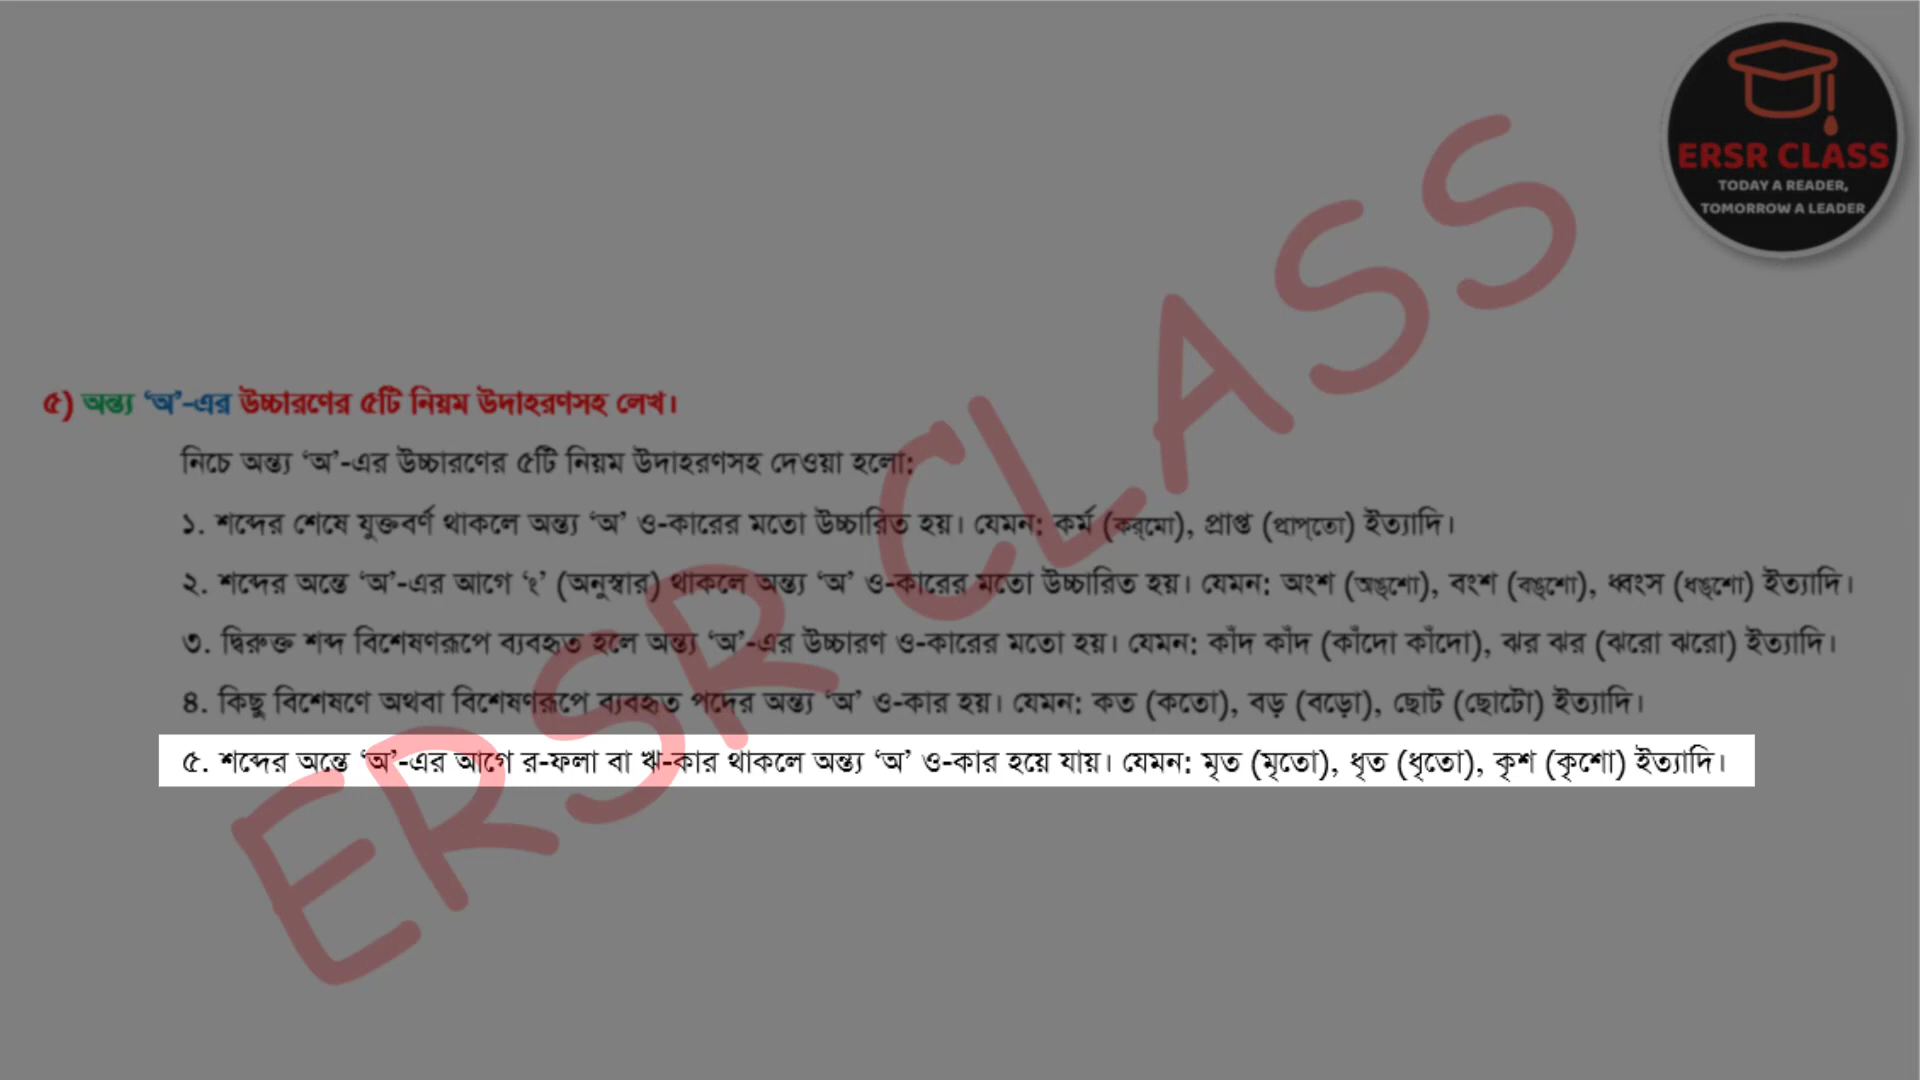 ERSR CLASS
TODAY A READER,
TOMORROW A LEADER
৫) অন্ত্য ‘অ’-এর উচ্চারণের ৫টি নিয়ম উদাহরণসহ লেখ।
নিচে অন্ত্য ‘অ’-এর উচ্চারণের ৫টি নিয়ম উদাহরণসহ দেওয়া হলো:
১. শব্দের শেষে যুক্তবর্ণ থাকলে অন্ত্য ‘অ’ ও-কারের মতো উচ্চারিত হয়। যেমন: কর্ম (কর্‌মো), প্রাপ্ত (প্রাপ্‌তো) ইত্যাদি।
২. শব্দের অন্তে ‘অ’-এর আগে ‘ং’ (অনুস্বার) থাকলে অন্ত্য ‘অ’ ও-কারের মতো উচ্চারিত হয়। যেমন: অংশ (অঙ্‌শো), বংশ (বঙ্‌শো), ধ্বংস (ধঙ্‌শো) ইত্যাদি।
৩. দ্বিরুক্ত শব্দ বিশেষণরূপে ব্যবহৃত হলে অন্ত্য ‘অ’-এর উচ্চারণ ও-কারের মতো হয়। যেমন: কাঁদ কাঁদ (কাঁদো কাঁদো), ঝর ঝর (ঝরো ঝরো) ইত্যাদি।
৪. কিছু বিশেষণে অথবা বিশেষণরূপে ব্যবহৃত পদের অন্ত্য ‘অ’ ও-কার হয়। যেমন: কত (কতো), বড় (বড়ো), ছোট (ছোটো) ইত্যাদি।
৫. শব্দের অন্তে ‘অ’-এর আগে র-ফলা বা ঋ-কার থাকলে অন্ত্য ‘অ’ ও-কার হয়ে যায়। যেমন: মৃত (মৃতো), ধৃত (ধৃতো), কৃশ (কৃশো) ইত্যাদি।
ERSR CLASS